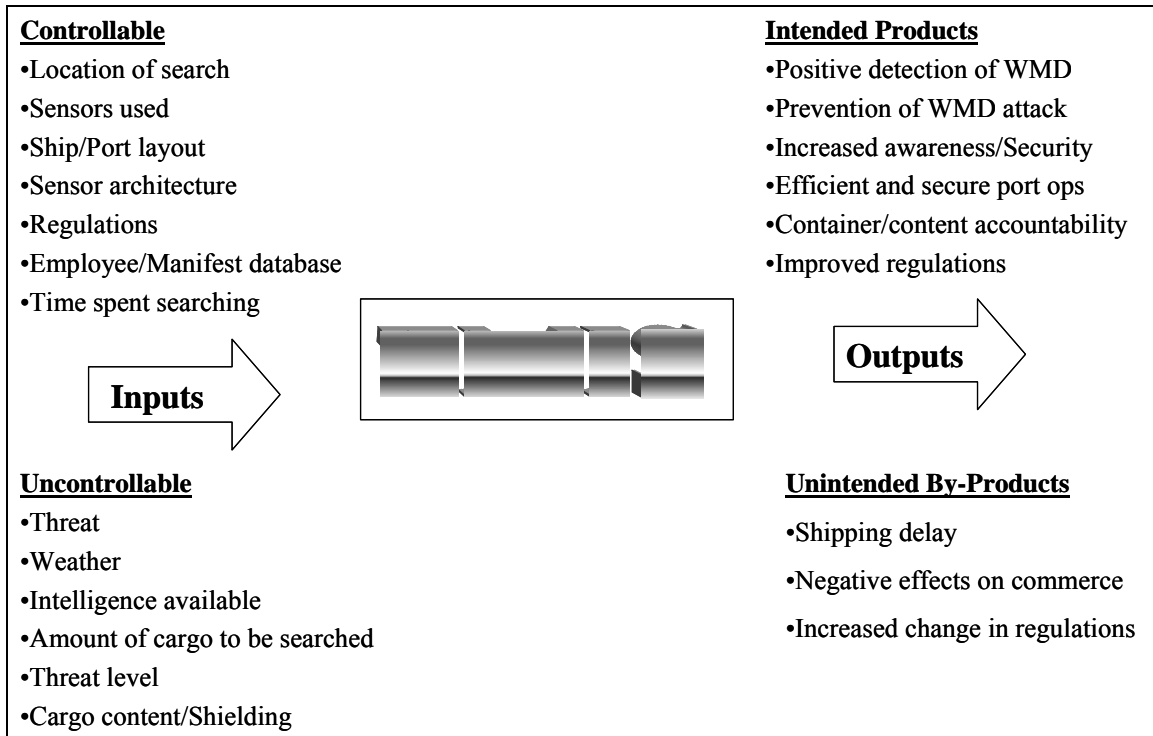 Controllable
•Location of search
•Sensors used
•Ship/Port layout
•Sensor architecture
•Regulations
•Employee/Manifest database
•Time spent searching
Inputs
Uncontrollable
•Threat
•Weather
•Intelligence available
•Amount of cargo to be searched
•Threat level
•Cargo content/Shielding
Intended Products
•Positive detection of WMD
•Prevention of WMD attack
•Increased awareness/Security
•Efficient and secure port ops
•Container/content accountability
•Improved regulations
Outputs
Unintended By-Products
•Shipping delay
•Negative effects on commerce
•Increased change in regulations